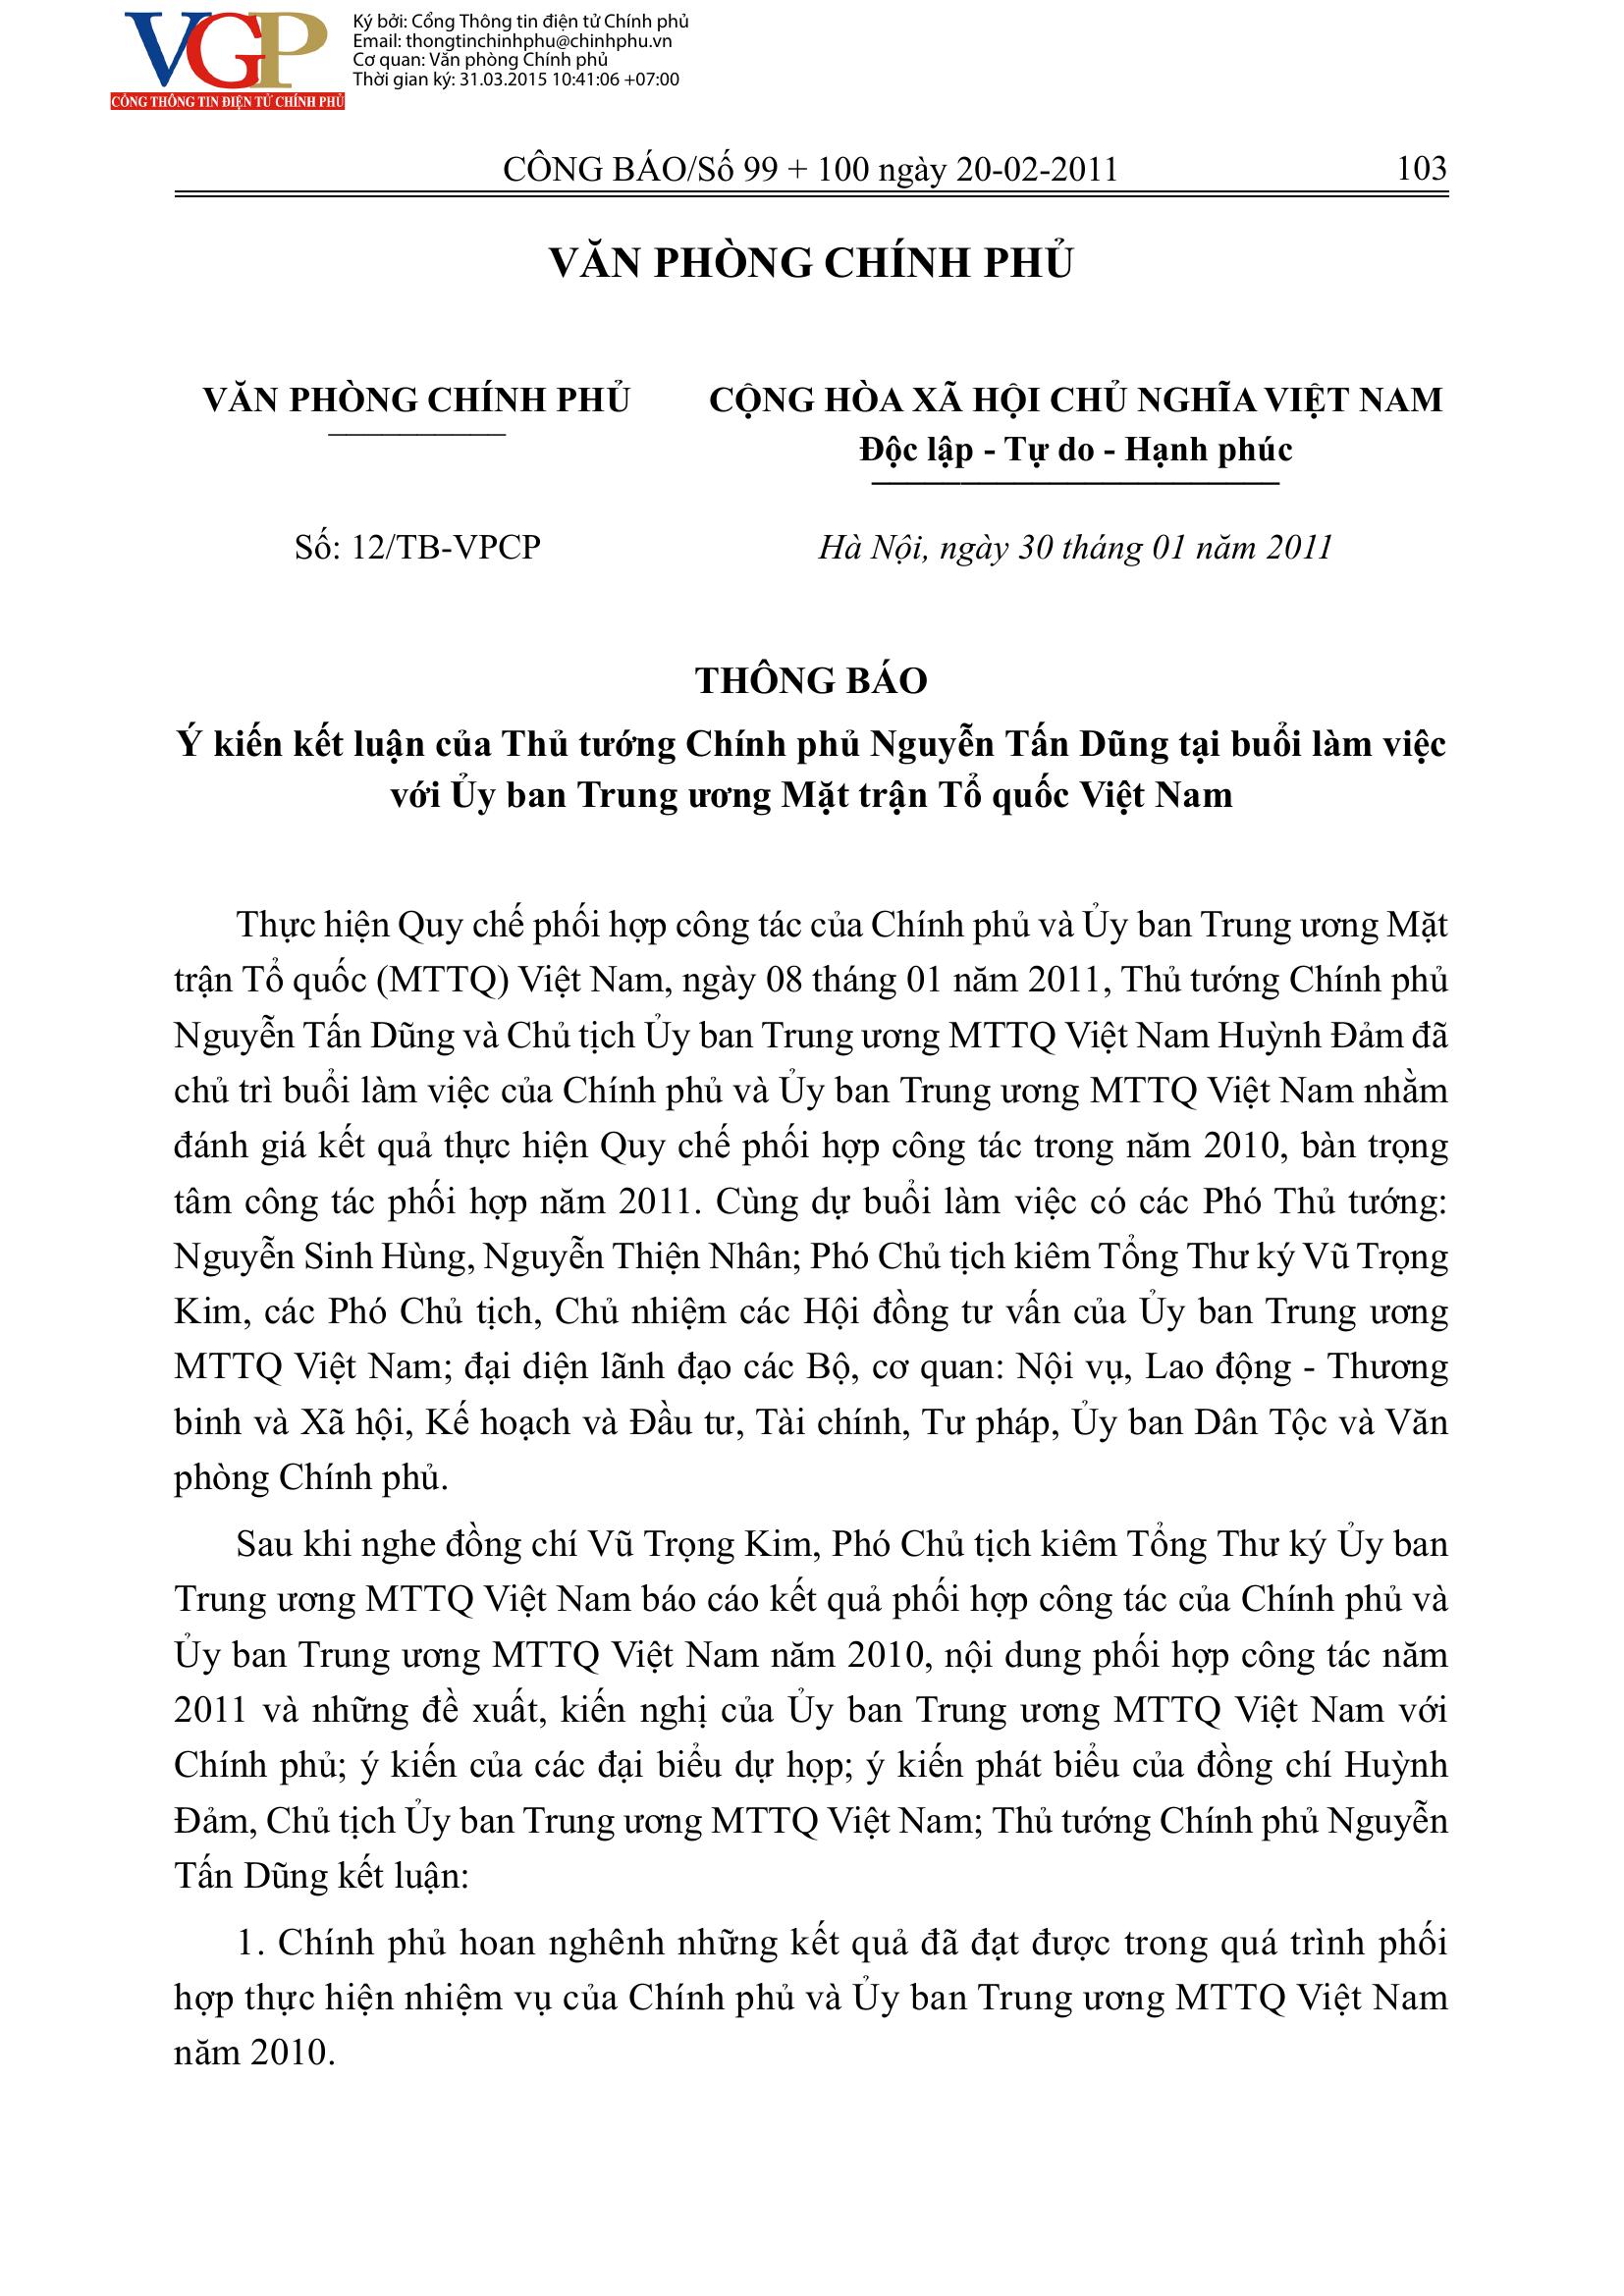 VGP
CỔNG THÔNG TIN ĐIỆN TỬ CHÍNH PHỦ
Ký bởi: Cổng Thông tin điện tử Chính phủ
Email: thongtinchinhphu@chinhphu.vn
Cơ quan: Văn phòng Chính phủ
Thời gian ký: 31.03.2015 10:41:06 +07:00
CÔNG BÁO/Số 99 + 100 ngày 20-02-2011 103
VĂN PHÒNG CHÍNH PHỦ
VĂN PHÒNG CHÍNH PHỦ
CỘNG HÒA XÃ HỘI CHỦ NGHĨA VIỆT NAM
Độc lập - Tự do - Hạnh phúc
Số: 12/TB-VPCP
Hà Nội, ngày 30 tháng 01 năm 2011
THÔNG BÁO
Ý kiến kết luận của Thủ tướng Chính phủ Nguyễn Tấn Dũng tại buổi làm việc
với Ủy ban Trung ương Mặt trận Tổ quốc Việt Nam
Thực hiện Quy chế phối hợp công tác của Chính phủ và Ủy ban Trung ương Mặt
trận Tổ quốc (MTTQ) Việt Nam, ngày 08 tháng 01 năm 2011, Thủ tướng Chính phủ
Nguyễn Tấn Dũng và Chủ tịch Ủy ban Trung ương MTTQ Việt Nam Huỳnh Đảm đã
chủ trì buổi làm việc của Chính phủ và Ủy ban Trung ương MTTQ Việt Nam nhằm
đánh giá kết quả thực hiện Quy chế phối hợp công tác trong năm 2010, bàn trọng
tâm công tác phối hợp năm 2011. Cùng dự buổi làm việc có các Phó Thủ tướng:
Nguyễn Sinh Hùng, Nguyễn Thiện Nhân; Phó Chủ tịch kiêm Tổng Thư ký Vũ Trọng
Kim, các Phó Chủ tịch, Chủ nhiệm các Hội đồng tư vấn của Ủy ban Trung ương
MTTQ Việt Nam; đại diện lãnh đạo các Bộ, cơ quan: Nội vụ, Lao động - Thương
binh và Xã hội, Kế hoạch và Đầu tư, Tài chính, Tư pháp, Ủy ban Dân Tộc và Văn
phòng Chính phủ.
Sau khi nghe đồng chí Vũ Trọng Kim, Phó Chủ tịch kiêm Tổng Thư ký Ủy ban
Trung ương MTTQ Việt Nam báo cáo kết quả phối hợp công tác của Chính phủ và
Ủy ban Trung ương MTTQ Việt Nam năm 2010, nội dung phối hợp công tác năm
2011 và những đề xuất, kiến nghị của Ủy ban Trung ương MTTQ Việt Nam với
Chính phủ; ý kiến của các đại biểu dự họp; ý kiến phát biểu của đồng chí Huỳnh
Đảm, Chủ tịch Ủy ban Trung ương MTTQ Việt Nam; Thủ tướng Chính phủ Nguyễn
Tấn Dũng kết luận:
1. Chính phủ hoan nghênh những kết quả đã đạt được trong quá trình phối
hợp thực hiện nhiệm vụ của Chính phủ và Ủy ban Trung ương MTTQ Việt Nam
năm 2010.